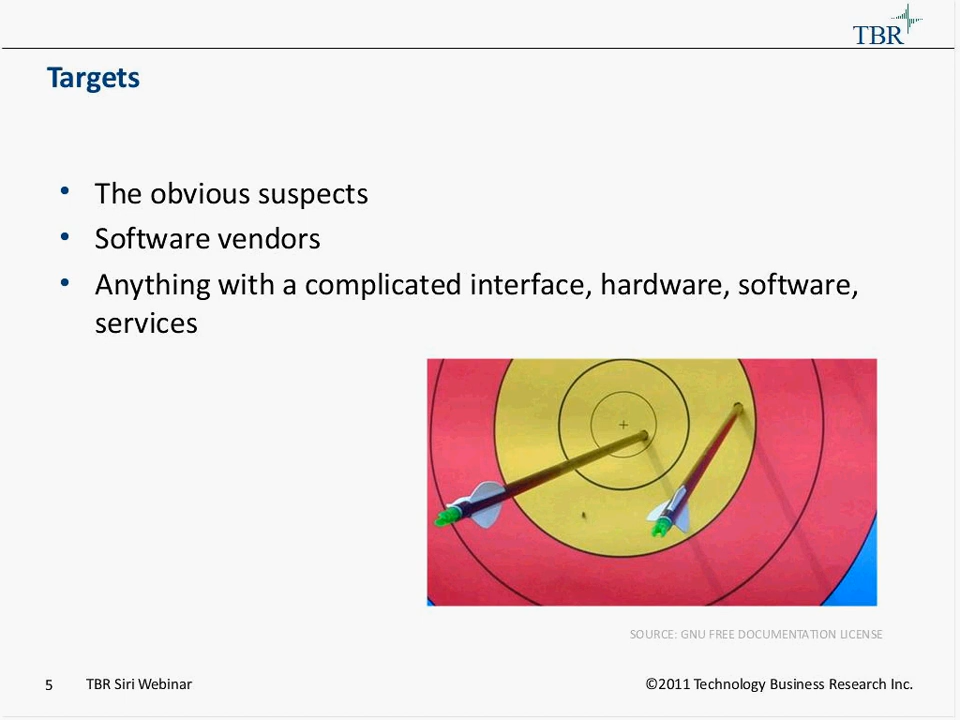 TBR
Targets
• The obvious suspects
• Software vendors
• Anything with a complicated interface, hardware, software,
services
SOURCE: GNU FREE DOCUMENTATION LICENSE
5 TBR Siri Webinar ©2011 Technology Business Research Inc.